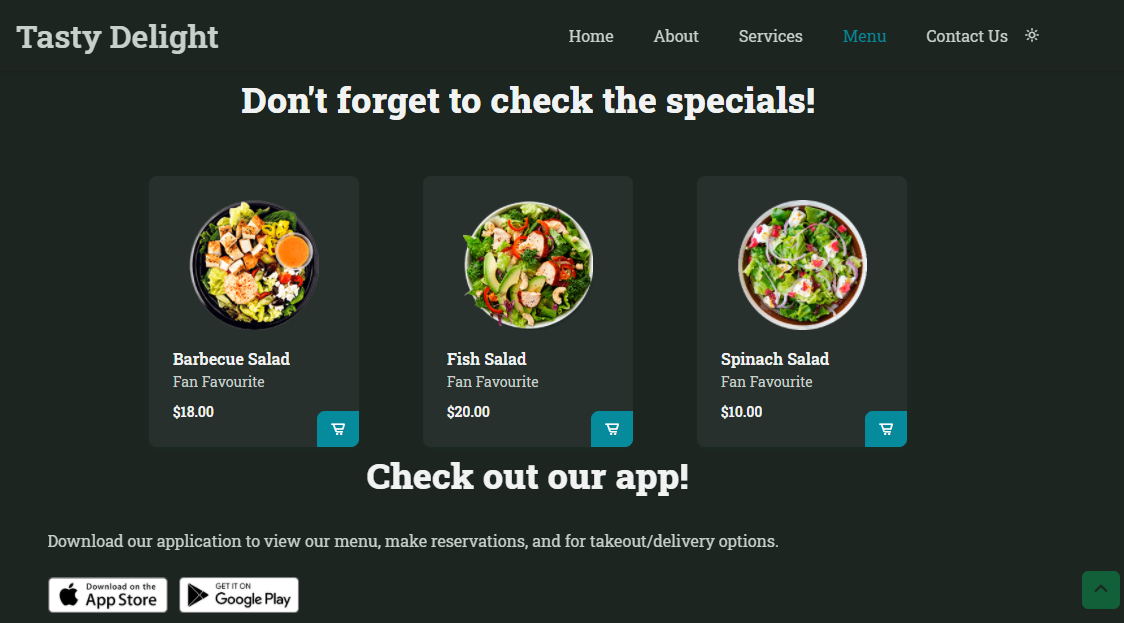 Tasty Delight
Home About Services Menu Contact Us
Don't forget to check the specials!
Barbecue Salad
Fan Favourite
$18.00
Fish Salad
Fan Favourite
$20.00
Spinach Salad
Fan Favourite
$10.00
Check out our app!
Download our application to view our menu, make reservations, and for takeout/delivery options.
Download on the
App Store
GET IT ON
Google Play